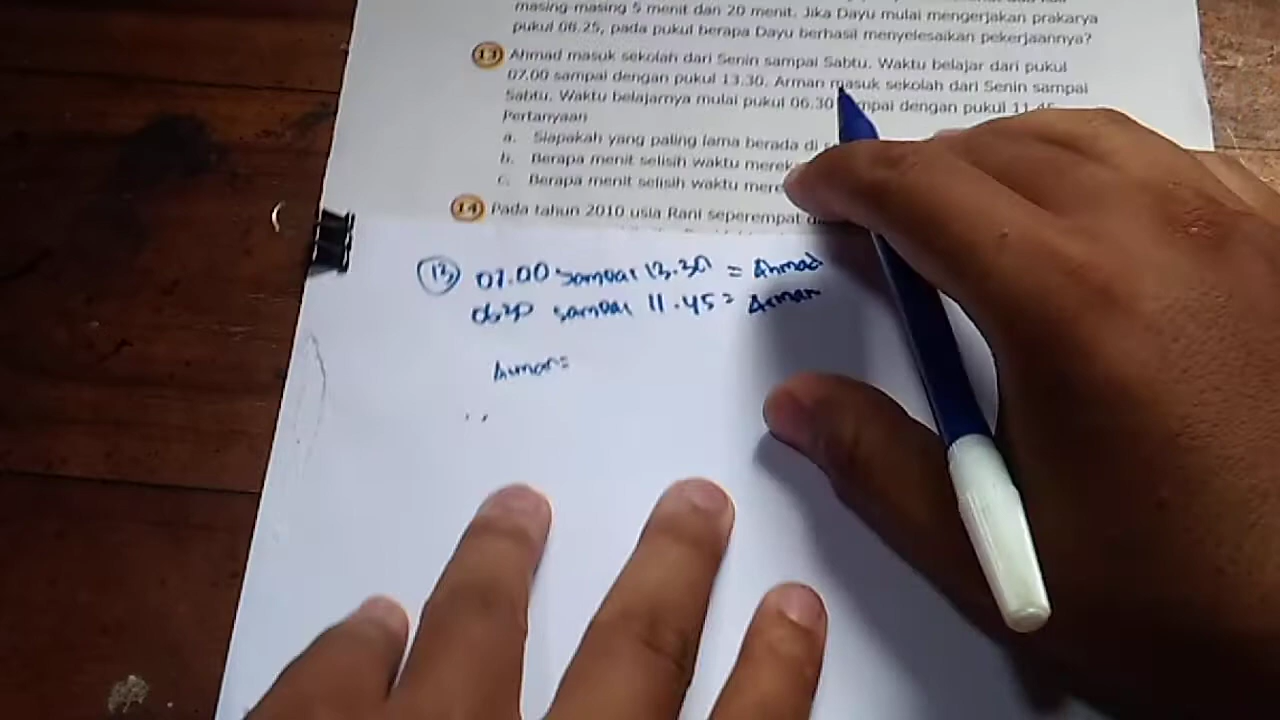 masing-masing 5 menit dan 20 menit. Jika Dayu mulai mengerjakan prakarya
pukul 06.25, pada pukul berapa Dayu berhasil menyelesaikan pekerjaannya?
13 Ahmad masuk sekolah dari Senin sampai Sabtu. Waktu belajar dari pukul
07.00 sampai dengan pukul 13.30. Arman masuk sekolah dari Senin sampai
Sabtu. Waktu belajarnya mulai pukul 06.30 sampai dengan pukul 11.45
Pertanyaan
a. Siapakah yang paling lama berada di
b. Berapa menit selisih waktu
c. Berapa menit selisih waktu
14 Pada tahun 2010 usia Rani seperempat
13 07.00 sampai 13.30 = Ahmad
0630 sampai 11.45 = Arman